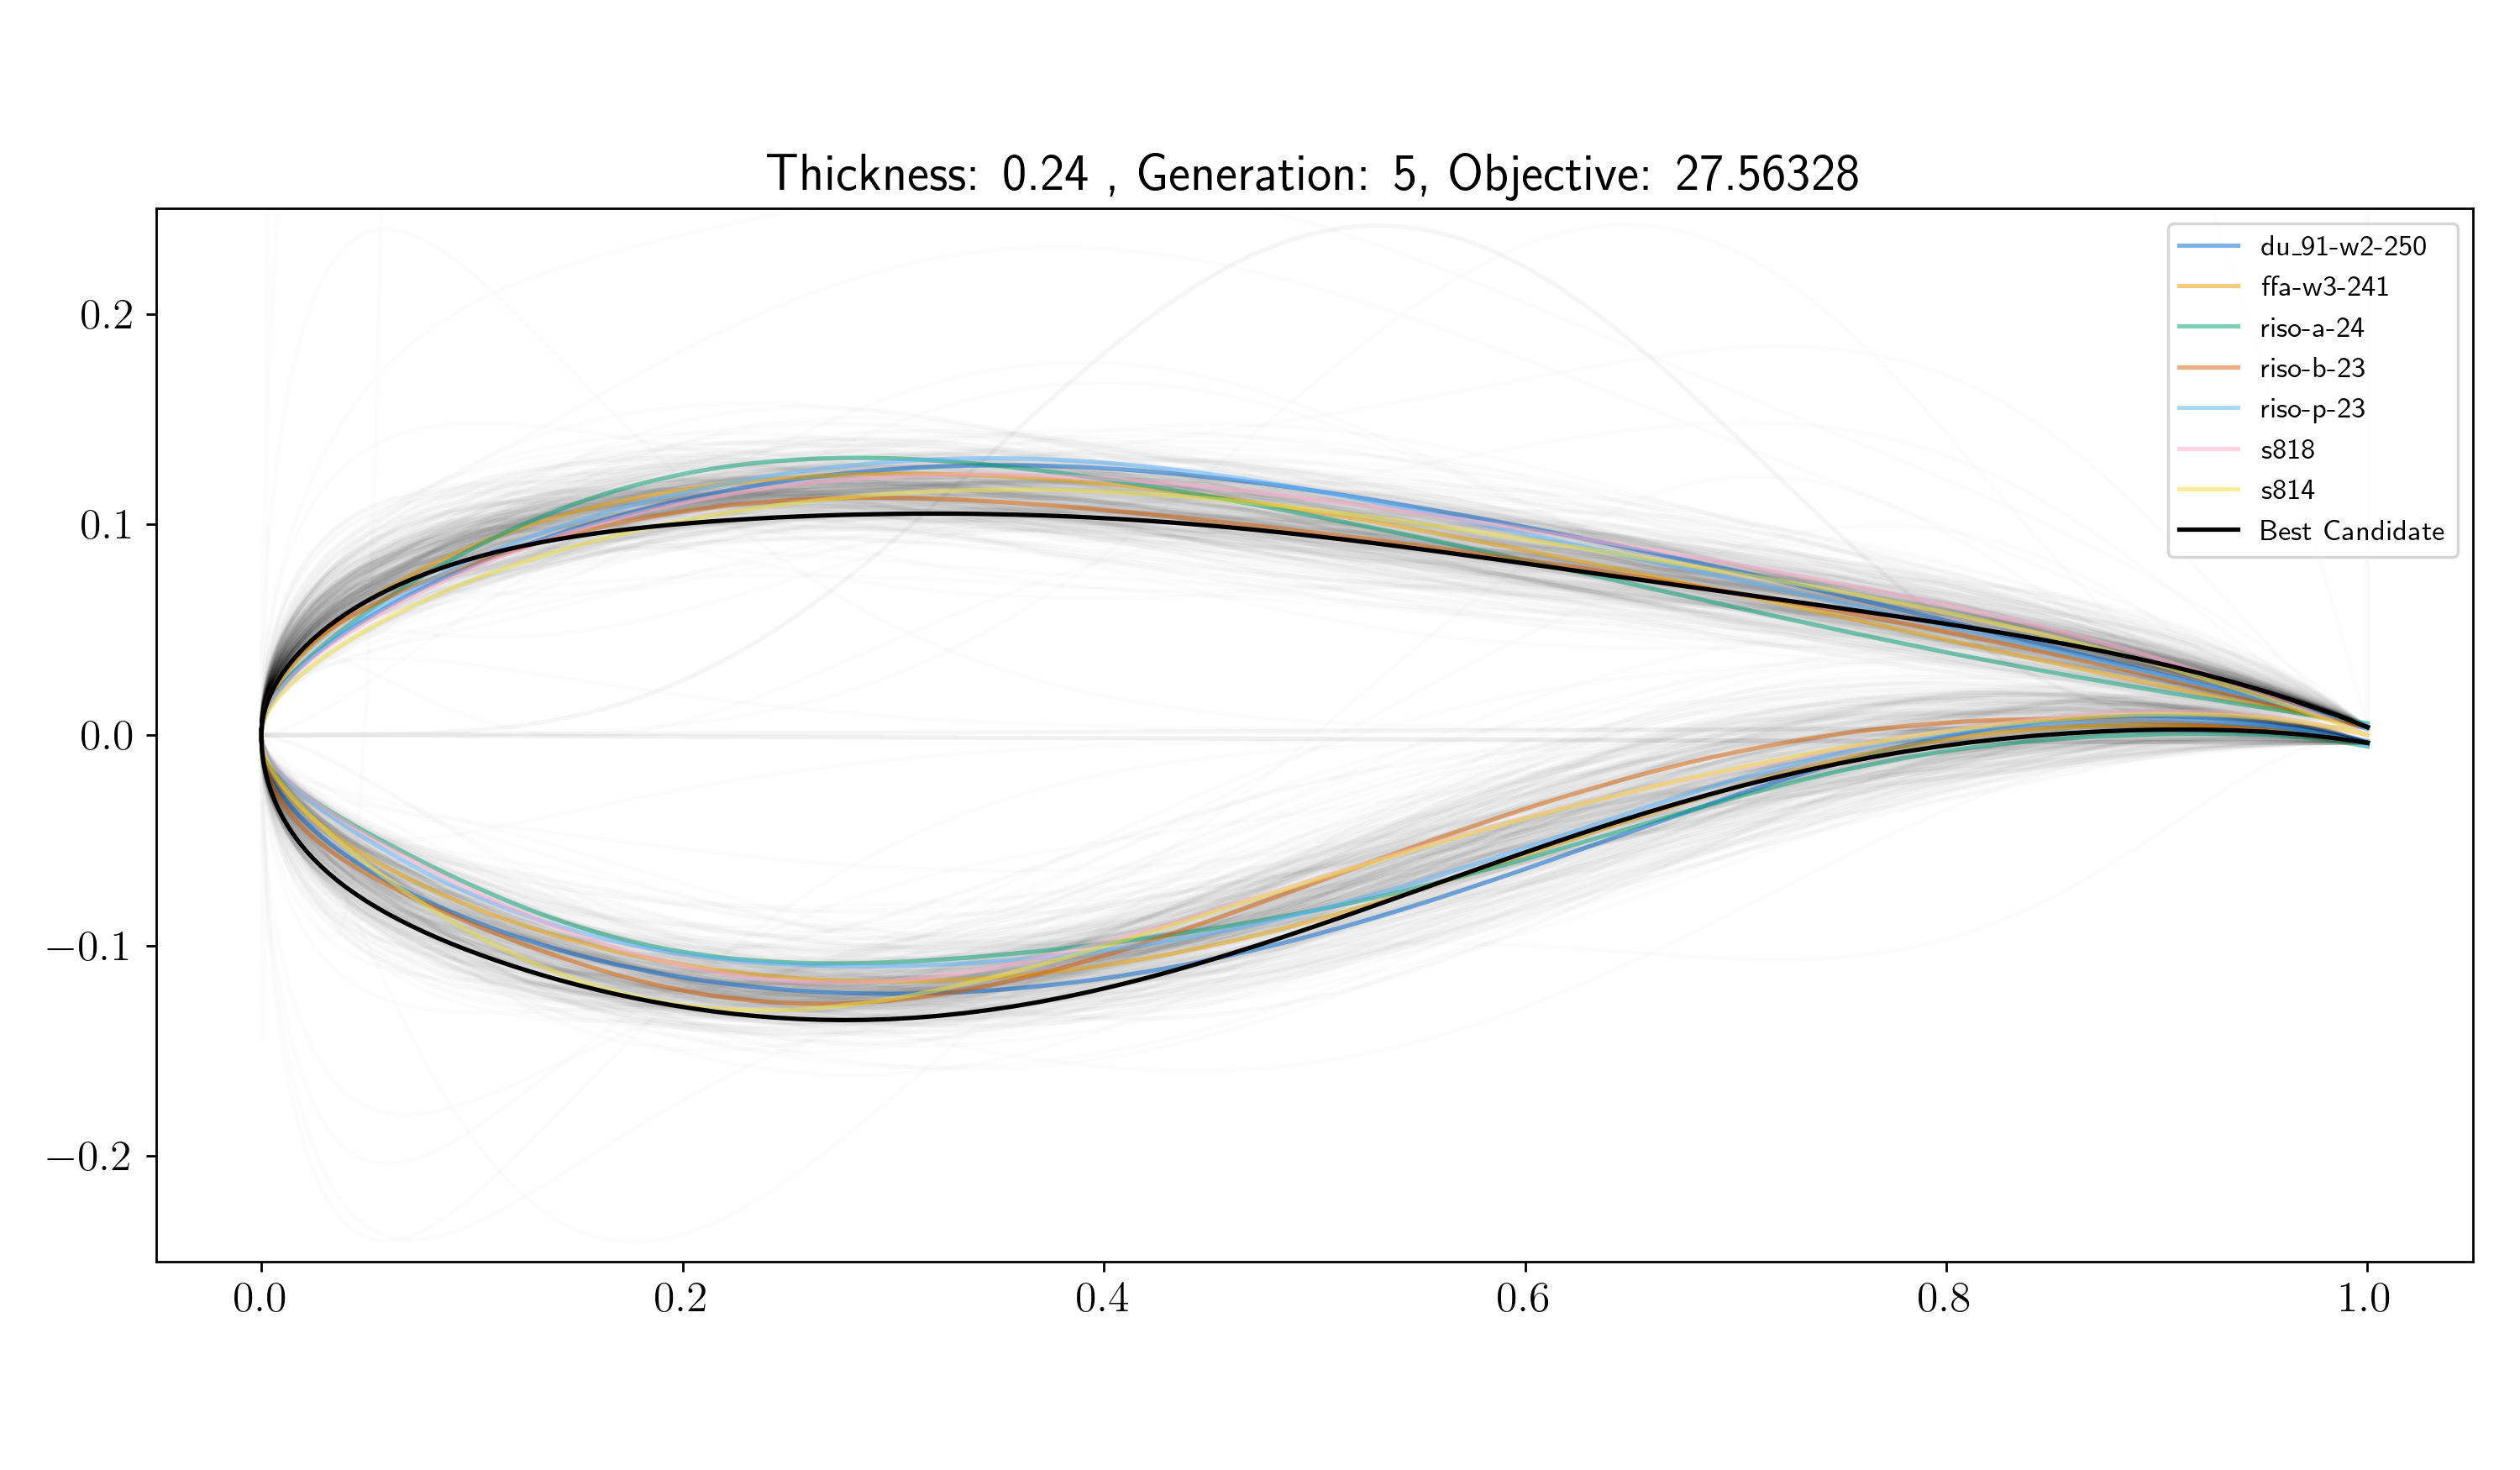 Thickness: 0.24 , Generation: 5, Objective: 27.56328
du_91-w2-250
ffa-w3-241
riso-a-24
riso-b-23
riso-p-23
s818
s814
Best Candidate
0.2
0.1
0.0
−0.1
−0.2
0.0 0.2 0.4 0.6 0.8 1.0